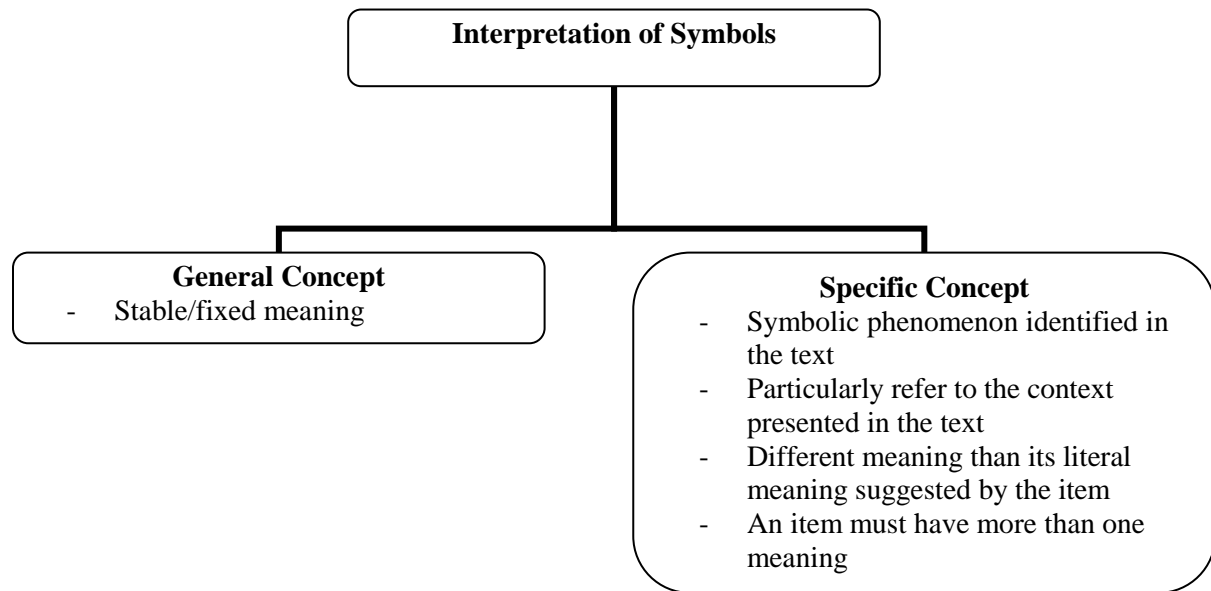 Interpretation of Symbols
General Concept
- Stable/fixed meaning
Specific Concept
- Symbolic phenomenon identified in
the text
- Particularly refer to the context
presented in the text
- Different meaning than its literal
meaning suggested by the item
- An item must have more than one
meaning